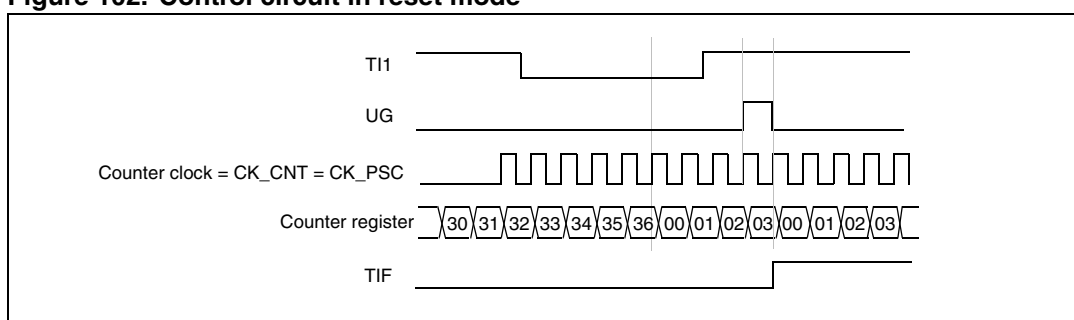 Figure 102. Control circuit in reset mode
TI1
UG
Counter clock = CK_CNT = CK_PSC
Counter register 30 31 32 33 34 35 36 00 01 02 03 00 01 02 03
TIF